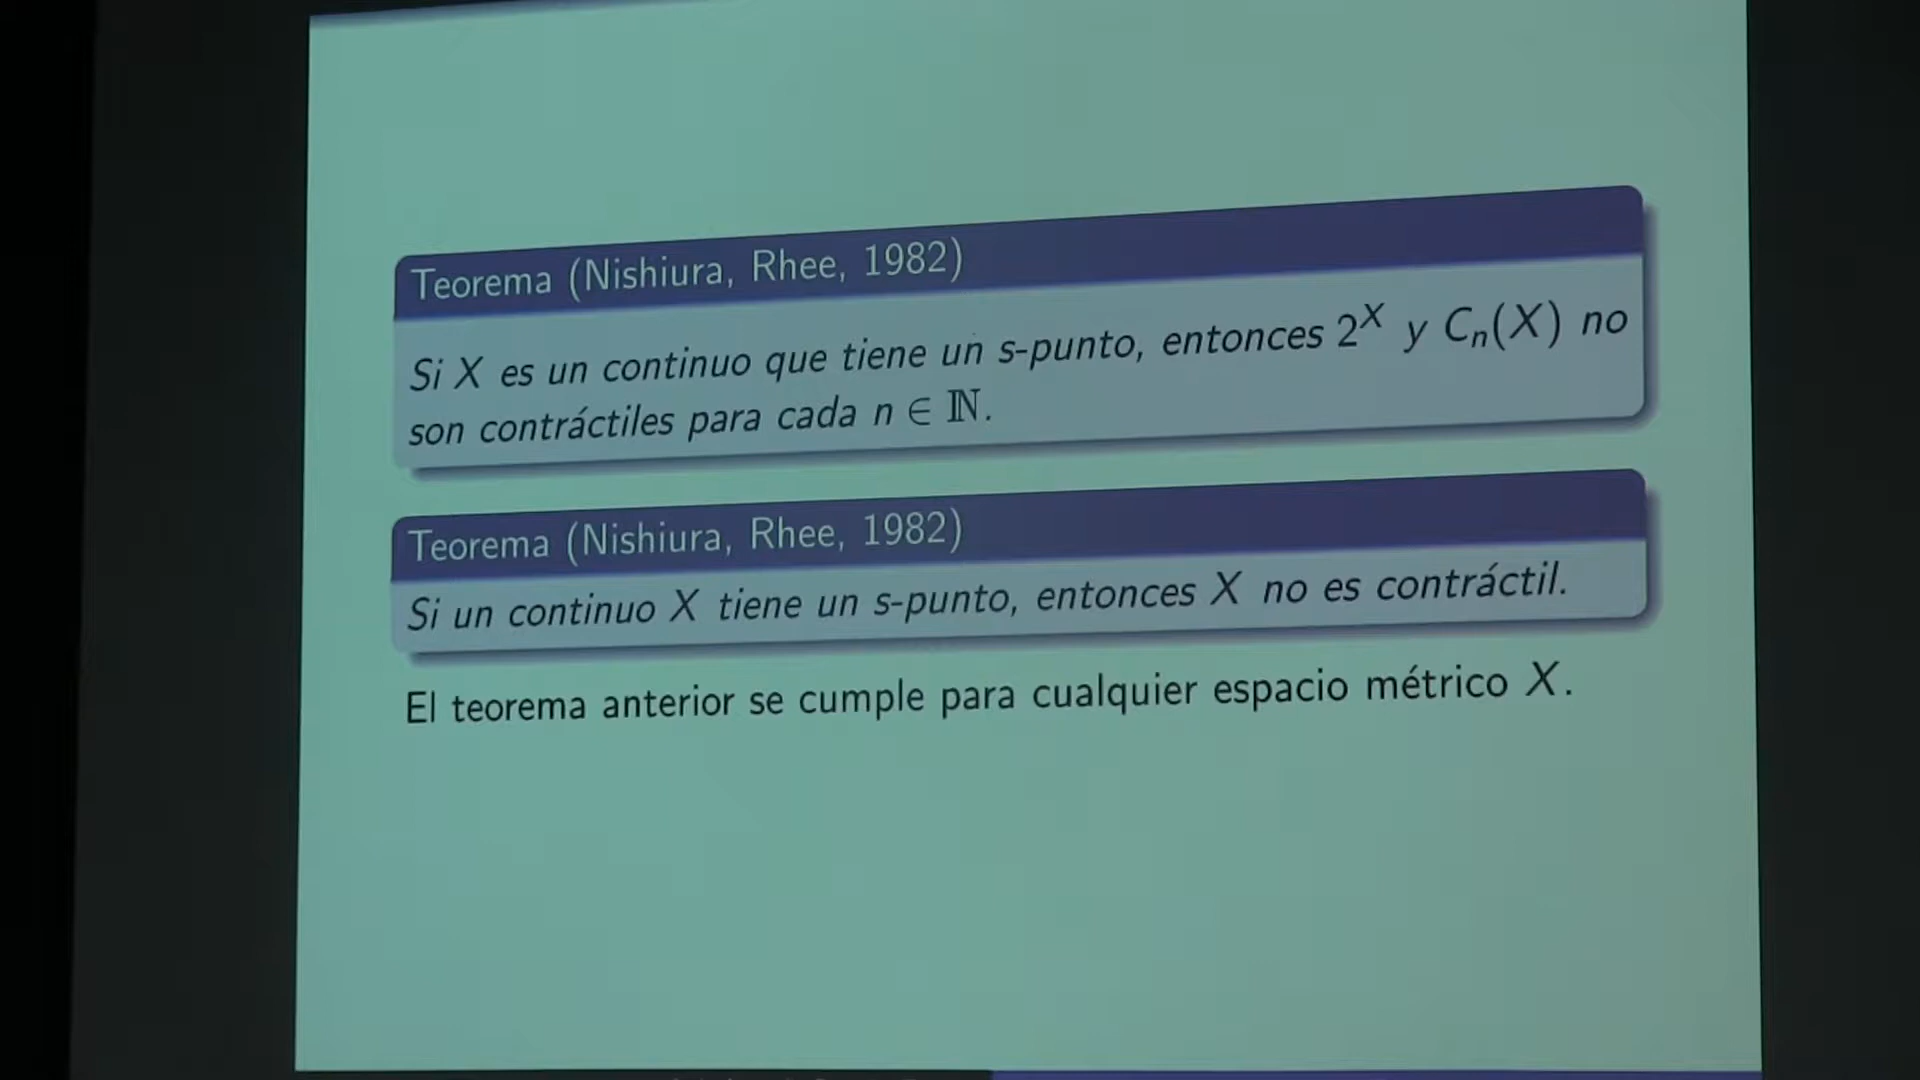 Teorema (Nishiura, Rhee, 1982)
Si X es un continuo que tiene un s-punto, entonces 2^X y C_n(X) no
son contráctiles para cada n ∈ ℕ.
Teorema (Nishiura, Rhee, 1982)
Si un continuo X tiene un s-punto, entonces X no es contráctil.
El teorema anterior se cumple para cualquier espacio métrico X.